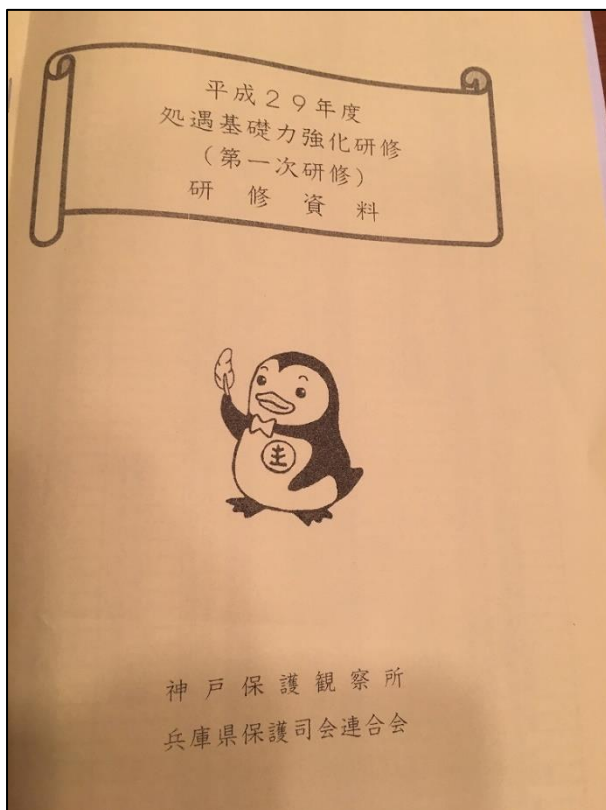 平成２９年度
処遇基礎力強化研修
（第一次研修）
研修資料
神戸保護観察所
兵庫県保護司会連合会